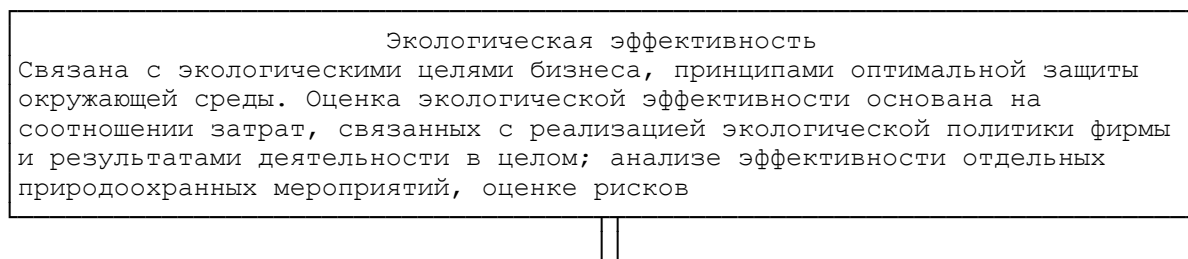 Экологическая эффективность
Связана с экологическими целями бизнеса, принципами оптимальной защиты
окружающей среды. Оценка экологической эффективности основана на
соотношении затрат, связанных с реализацией экологической политики фирмы
и результатами деятельности в целом; анализе эффективности отдельных
природоохранных мероприятий, оценке рисков